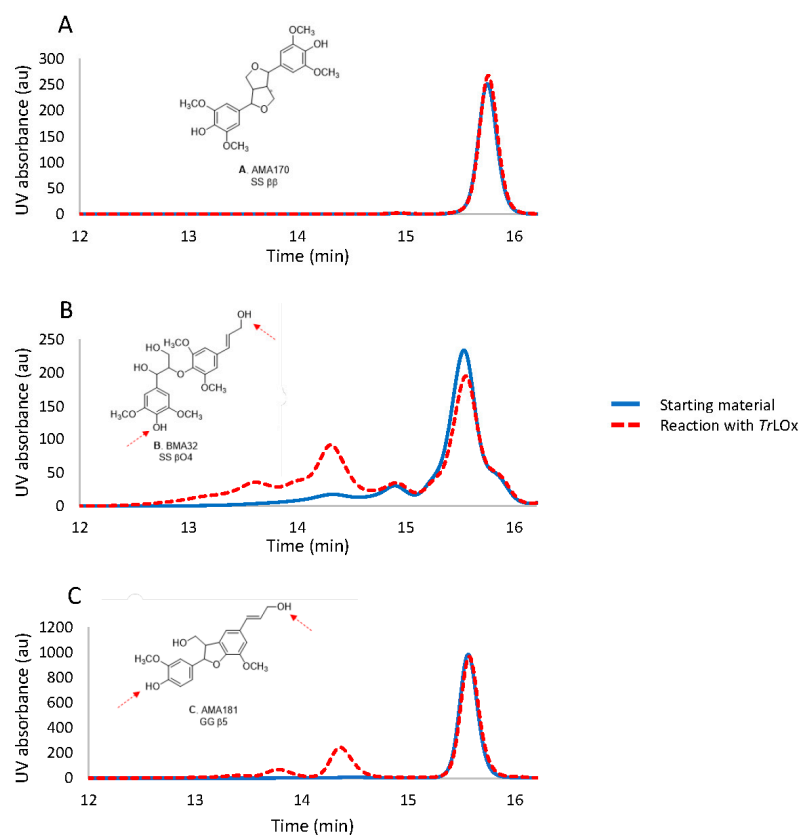 A
UV absorbance (au)
300
250
200
150
100
50
0
12
13
14
15
16
Time (min)
OCH₃
OH
OCH₃
O
O
H₃CO
HO
OCH₃
A. AMA170
SS ββ
B
UV absorbance (au)
250
200
150
100
50
0
12
13
14
15
16
Time (min)
OH
H₃CO
HO
HO
O
OCH₃
H₃CO
OCH₃
OH
B. BMA32
SS βO4
Starting material
Reaction with TrLOx
C
UV absorbance (au)
1200
1000
800
600
400
200
0
12
13
14
15
16
Time (min)
OH
HO
H₃CO
O
OCH₃
HO
C. AMA181
GG β5